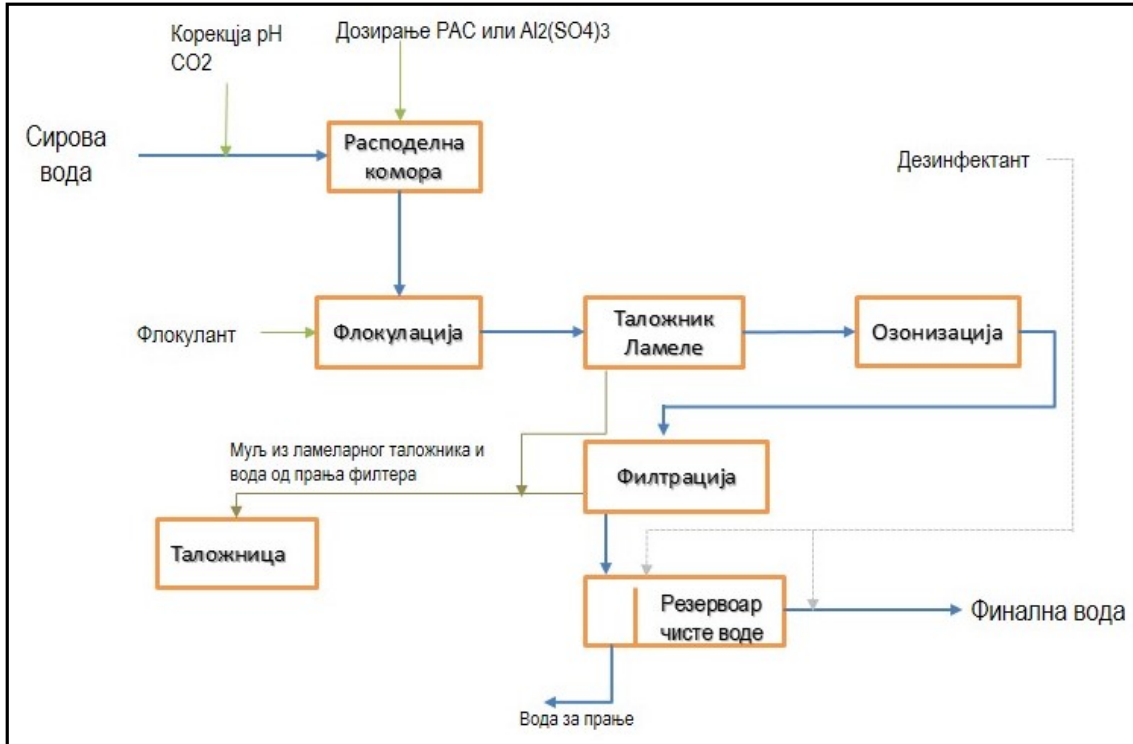 Корекција pH
CO2
Дозирање PAC или Al2(SO4)3
Сирова
вода
Расподелна
комора
Дезинфектант
Флокулант
Флокулација
Таложник
Ламеле
Озонизација
Муљ из ламеларног таложника и
вода од прања филтера
Филтрација
Таложница
Резервоар
чисте воде
Финална вода
Вода за прање